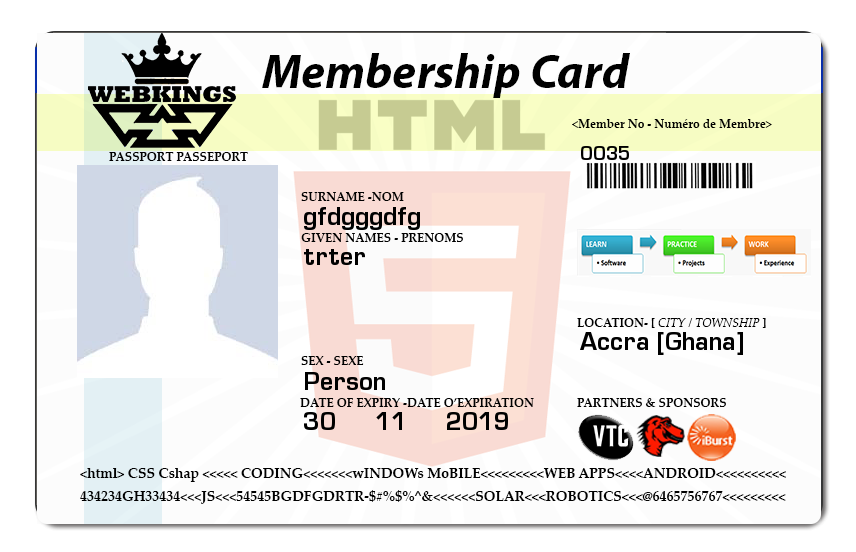 WEBKINGS
Membership Card
HTML
<Member No - Numéro de Membre>
PASSPORT PASSEPORT
0035
SURNAME -NOM
gfdgggdfg
GIVEN NAMES - PRENOMS
trter
LEARN
PRACTICE
WORK
• Software
• Projects
• Experience
LOCATION- [ CITY / TOWNSHIP ]
Accra [Ghana]
SEX - SEXE
Person
DATE OF EXPIRY -DATE O'EXPIRATION
30 11 2019
PARTNERS & SPONSORS
VTC
iBurst
<html> CSS Cshap <<<<< CODING<<<<<<<wINDOWs MoBILE<<<<<<<<<WEB APPS<<<<ANDROID<<<<<<<<<<
434234GH33434<<<JS<<<54545BGDFGDRTR-$#%$%^&<<<<<<SOLAR<<<ROBOTICS<<<@6465756767<<<<<<<<<